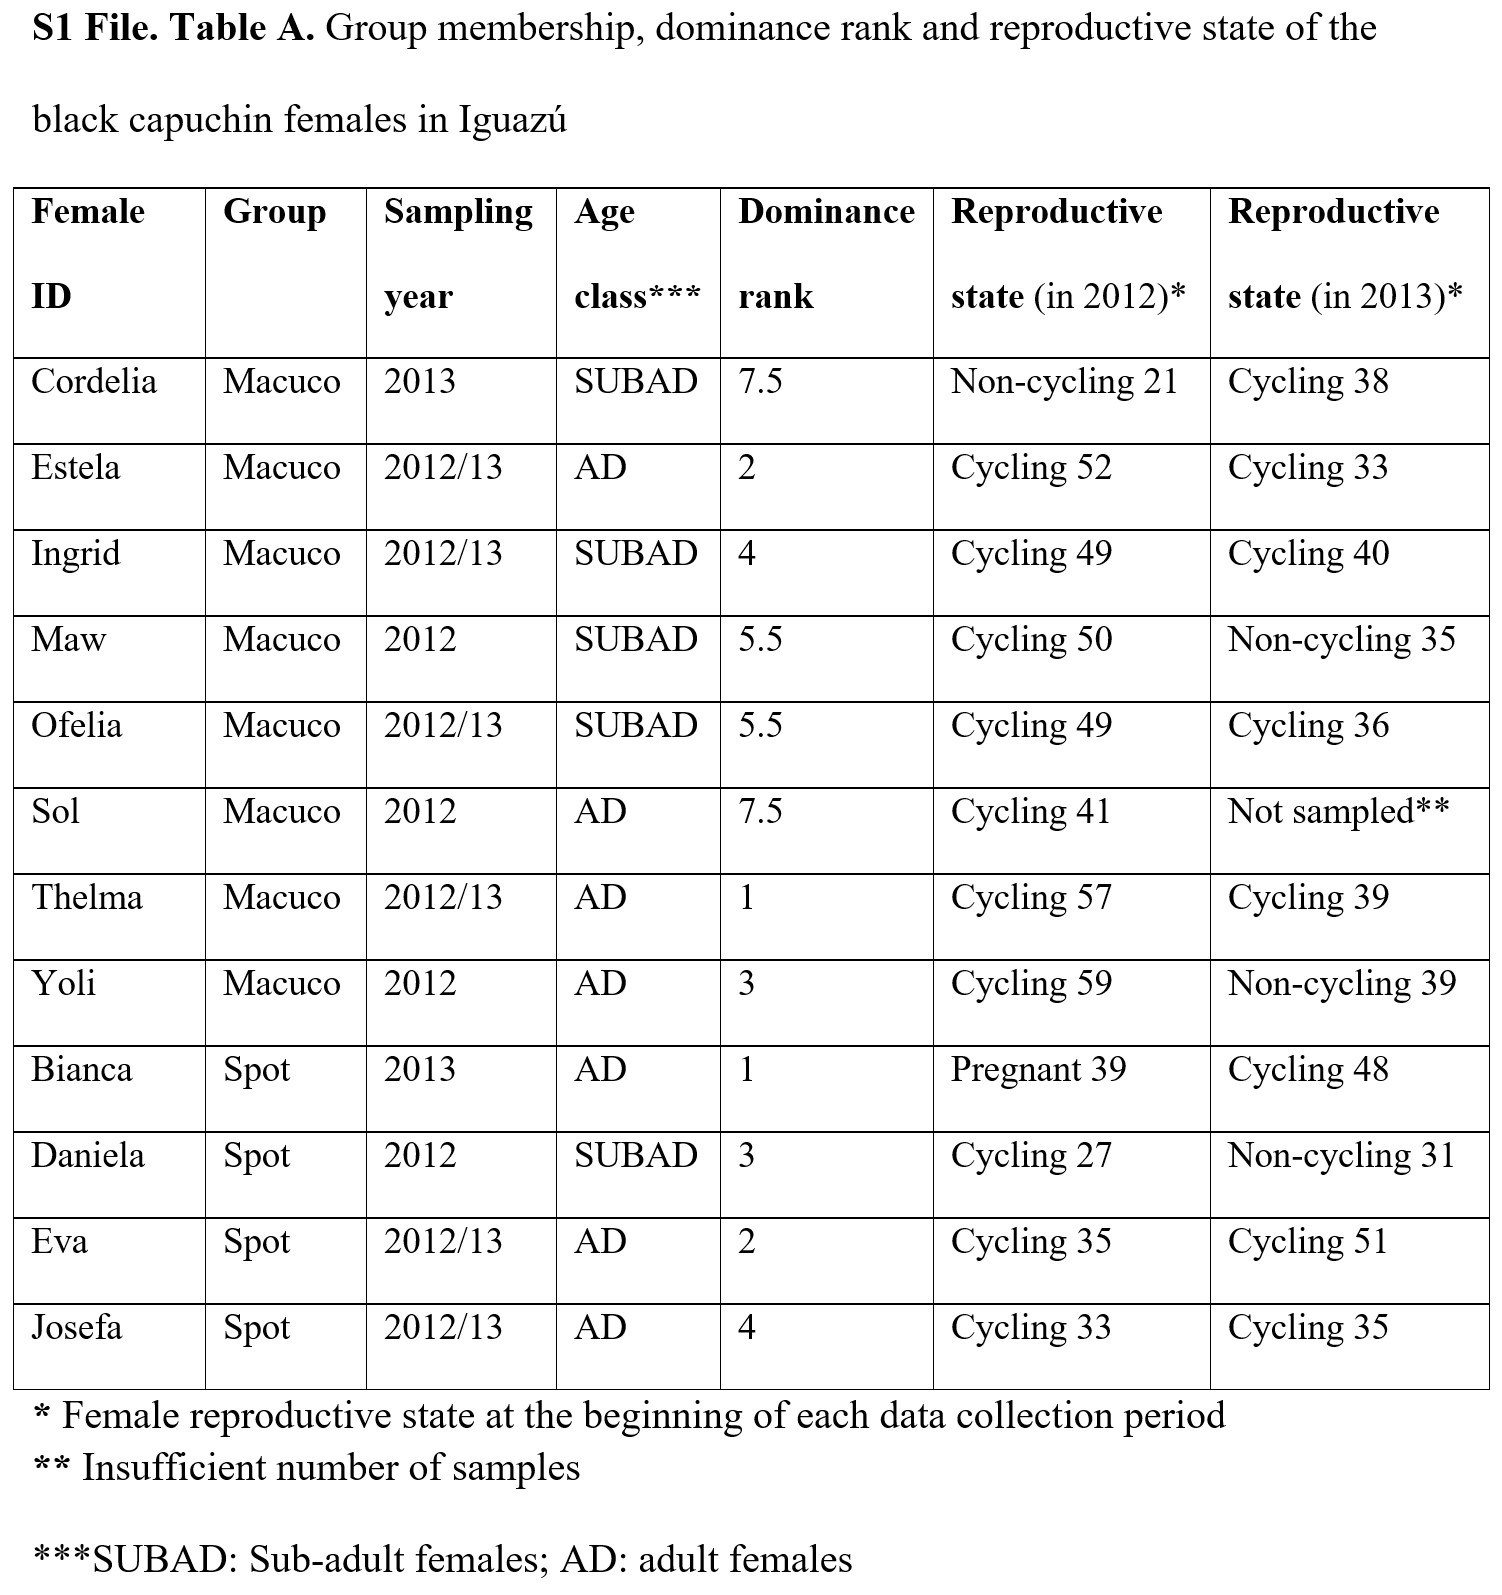 S1 File. Table A. Group membership, dominance rank and reproductive state of the
black capuchin females in Iguazú
Female ID Group Sampling year Age class*** Dominance rank Reproductive state (in 2012)* Reproductive state (in 2013)*
Cordelia Macuco 2013 SUBAD 7.5 Non-cycling 21 Cycling 38
Estela Macuco 2012/13 AD 2 Cycling 52 Cycling 33
Ingrid Macuco 2012/13 SUBAD 4 Cycling 49 Cycling 40
Maw Macuco 2012 SUBAD 5.5 Cycling 50 Non-cycling 35
Ofelia Macuco 2012/13 SUBAD 5.5 Cycling 49 Cycling 36
Sol Macuco 2012 AD 7.5 Cycling 41 Not sampled**
Thelma Macuco 2012/13 AD 1 Cycling 57 Cycling 39
Yoli Macuco 2012 AD 3 Cycling 59 Non-cycling 39
Bianca Spot 2013 AD 1 Pregnant 39 Cycling 48
Daniela Spot 2012 SUBAD 3 Cycling 27 Non-cycling 31
Eva Spot 2012/13 AD 2 Cycling 35 Cycling 51
Josefa Spot 2012/13 AD 4 Cycling 33 Cycling 35
* Female reproductive state at the beginning of each data collection period
** Insufficient number of samples
***SUBAD: Sub-adult females; AD: adult females